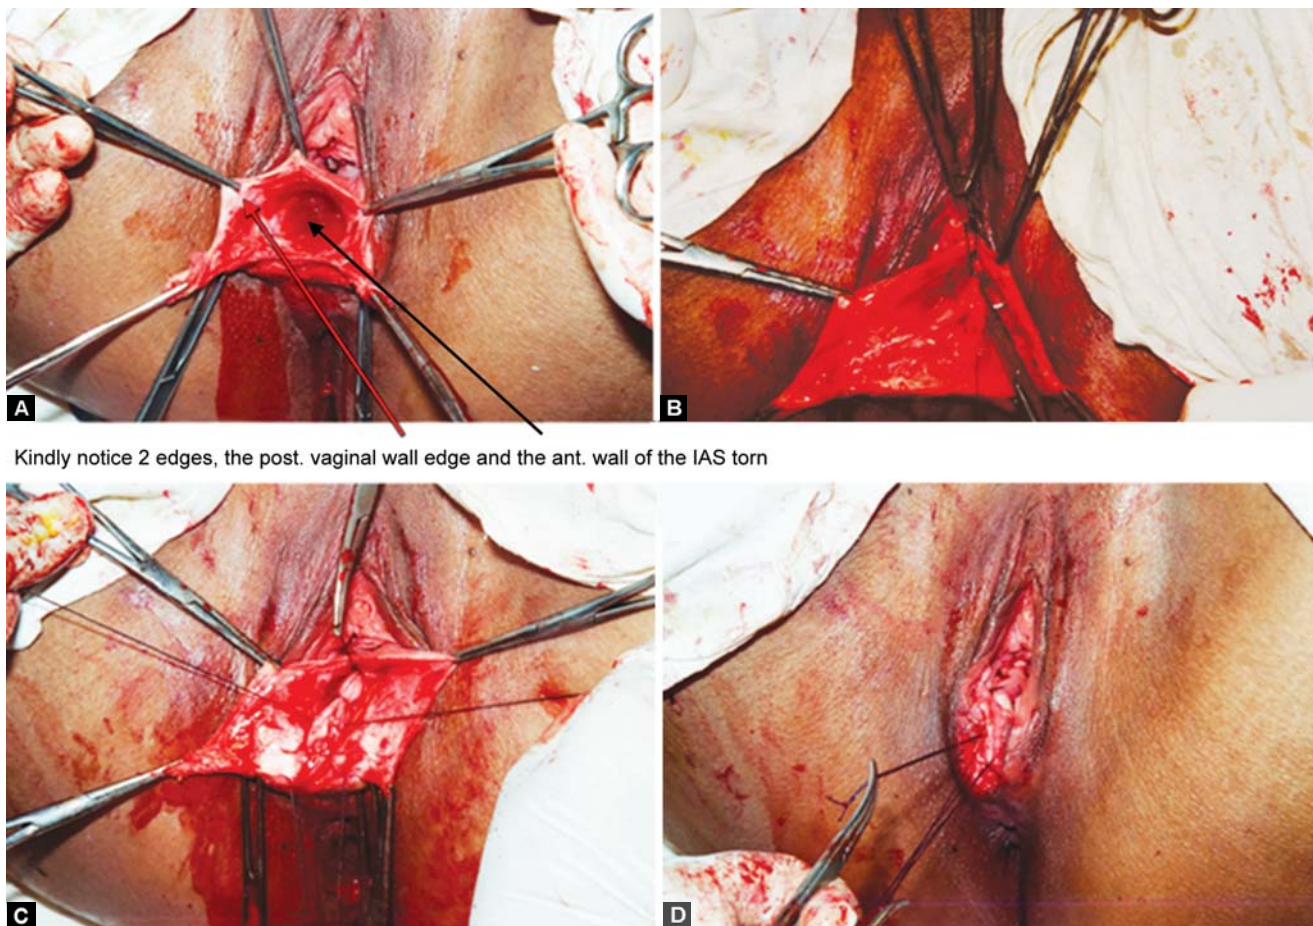 A
B
Kindly notice 2 edges, the post. vaginal wall edge and the ant. wall of the IAS torn
C
D